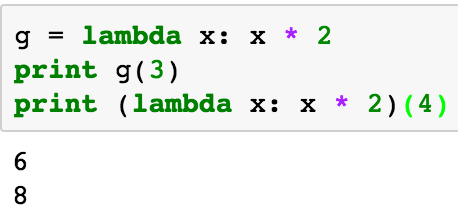 g = lambda x: x * 2
print g(3)
print (lambda x: x * 2)(4)
6
8